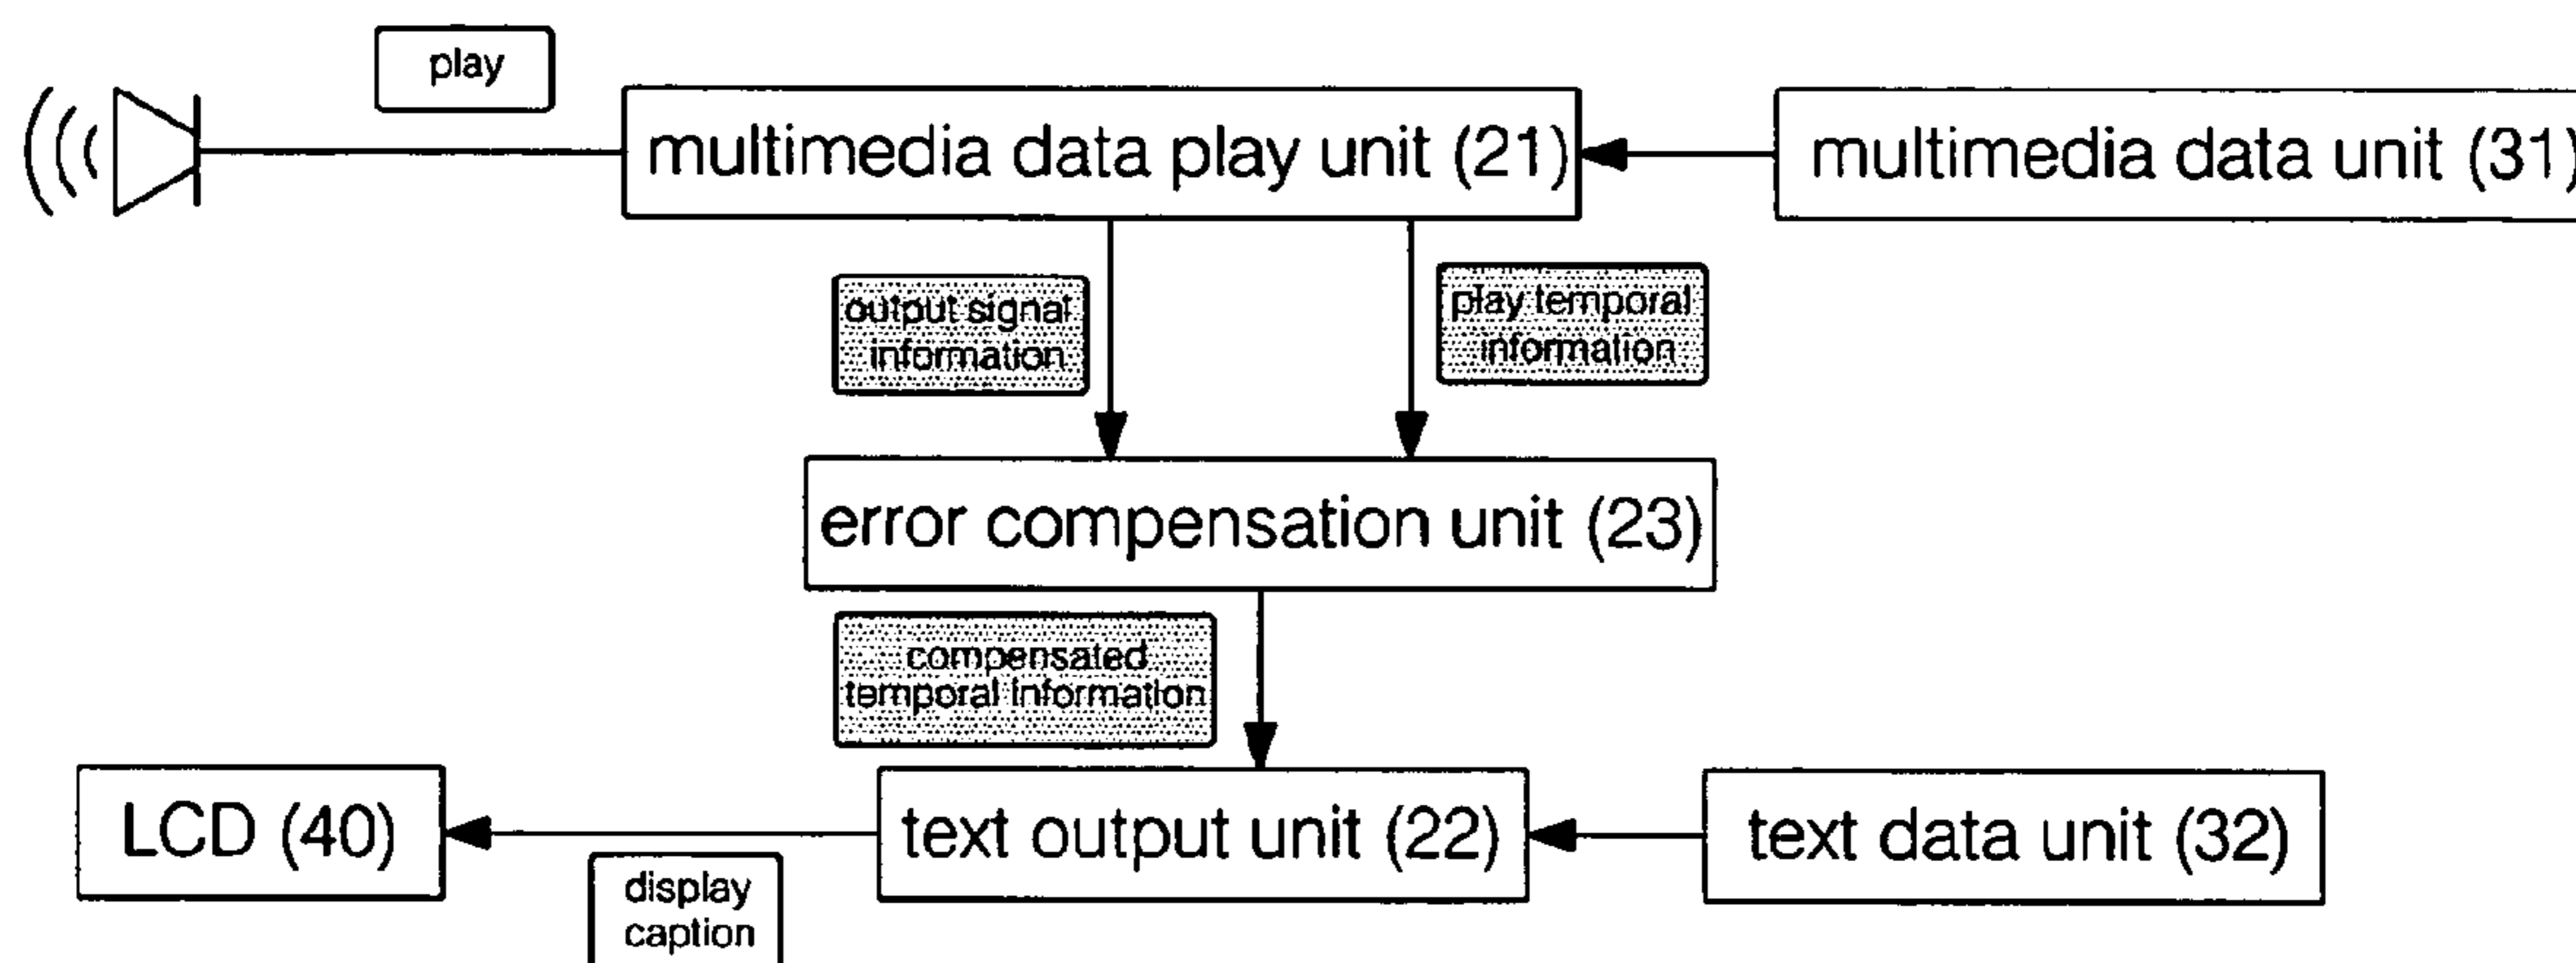 play
multimedia data play unit (21)
multimedia data unit (31)
output signal
information
play temporal
information
error compensation unit (23)
compensated
temporal information
LCD (40)
display
caption
text output unit (22)
text data unit (32)